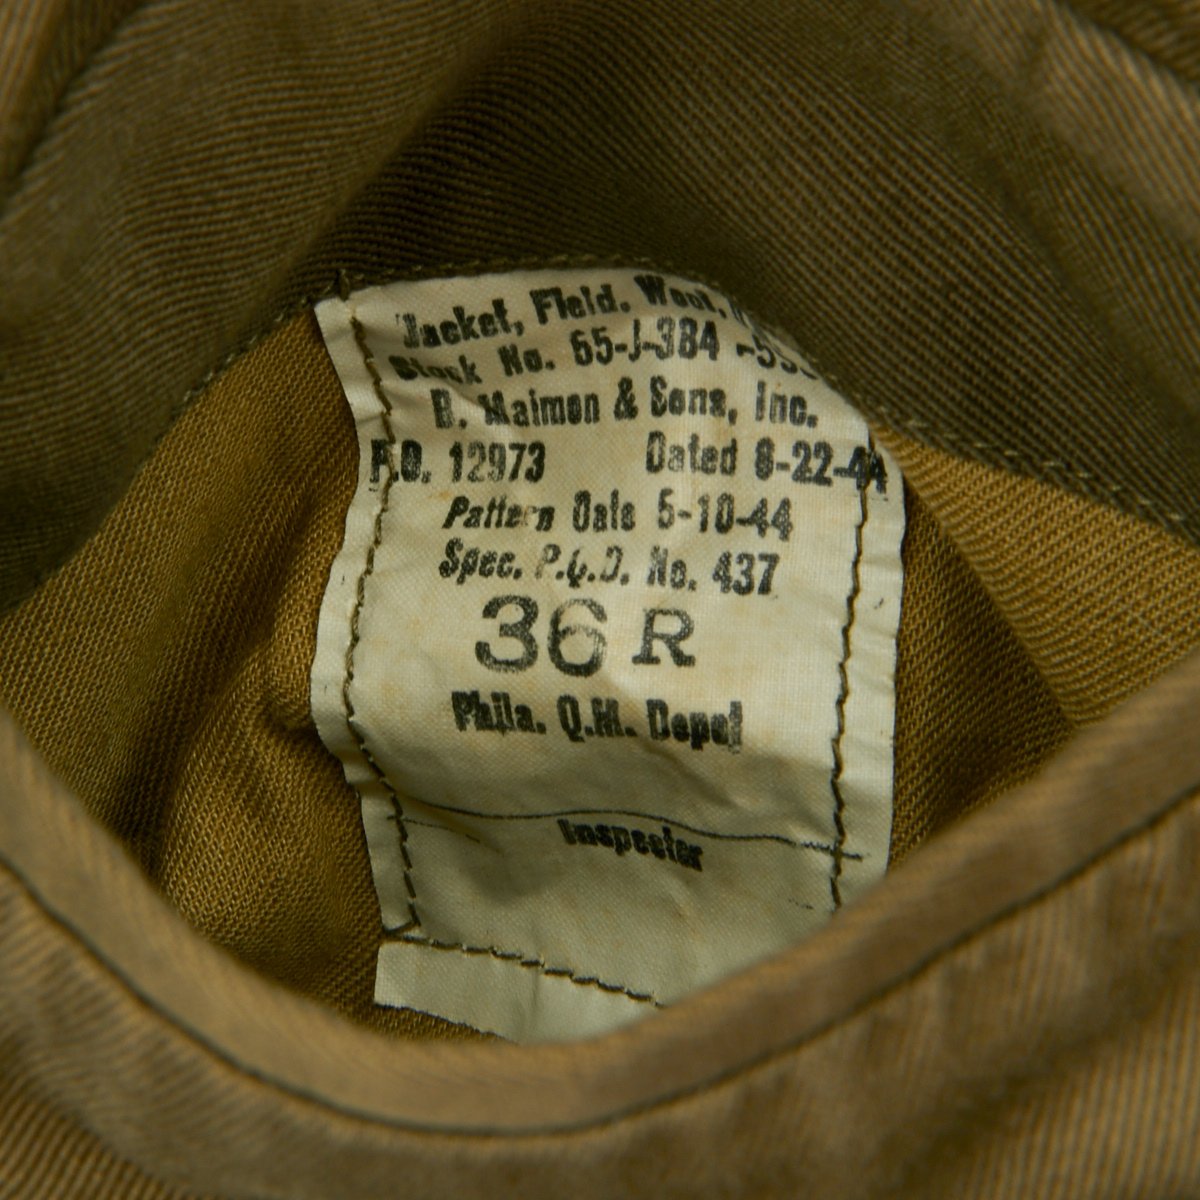 Jacket, Field. Wool.
Stock No. 65-J-384
B. Maimon & Sons, Inc.
P.O. 12973 Dated 8-22-44
Pattern Date 5-10-44
Spec. P.Q.D. No. 437
36 R
Phila. Q.M. Depot
Inspector